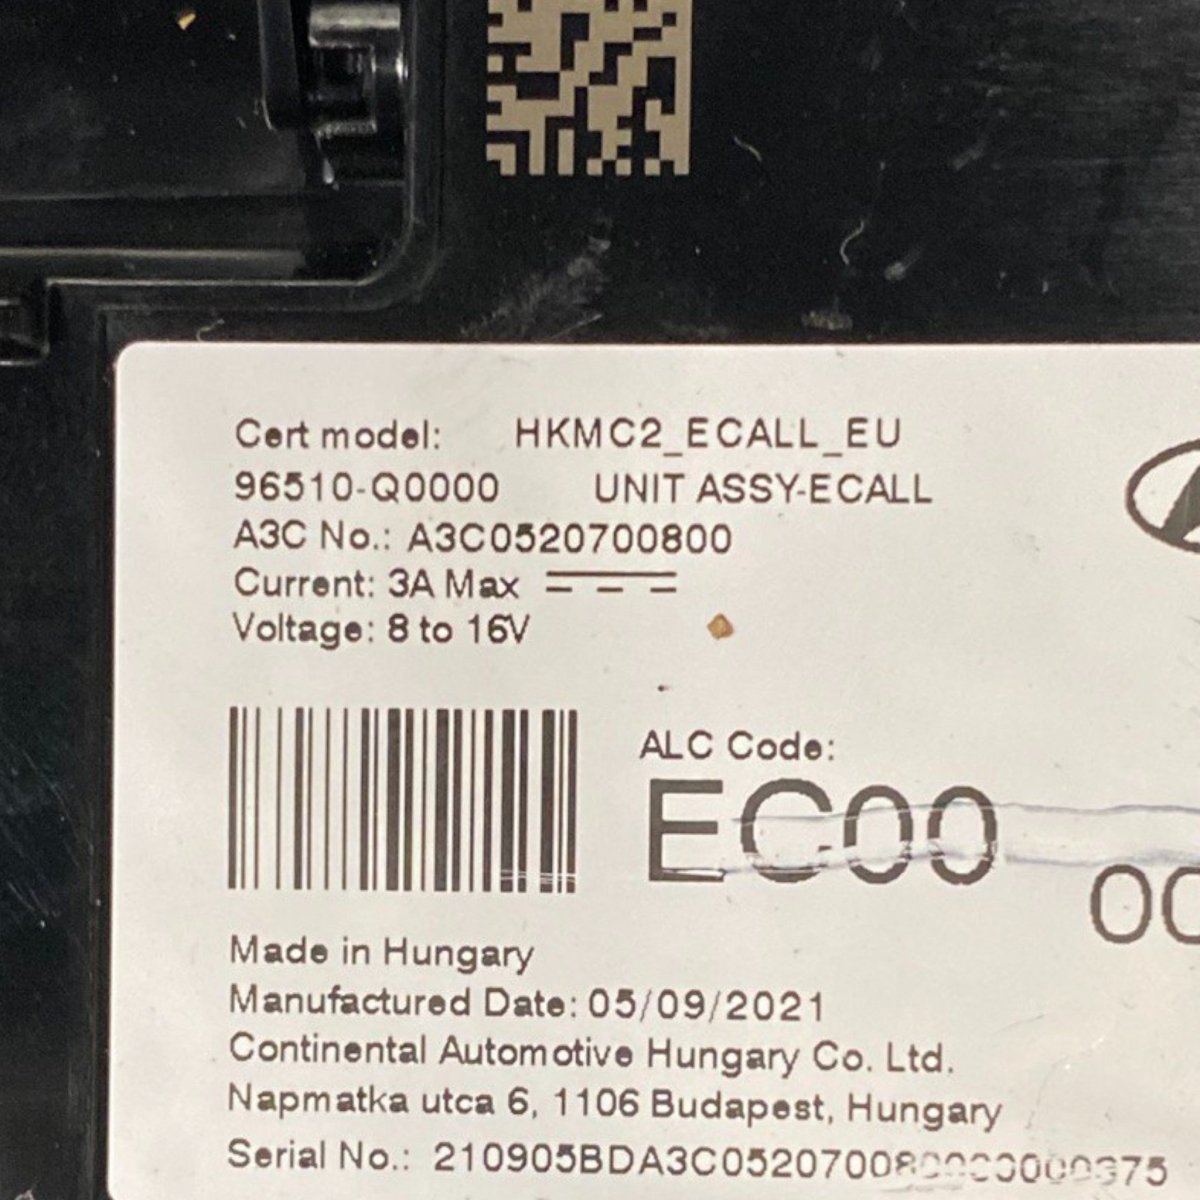 Cert model: HKMC2_ECALL_EU
96510-Q0000 UNIT ASSY-ECALL
A3C No.: A3C0520700800
Current: 3A Max
Voltage: 8 to 16V
ALC Code:
EC00
Made in Hungary
Manufactured Date: 05/09/2021
Continental Automotive Hungary Co. Ltd.
Napmatka utca 6, 1106 Budapest, Hungary
Serial No.: